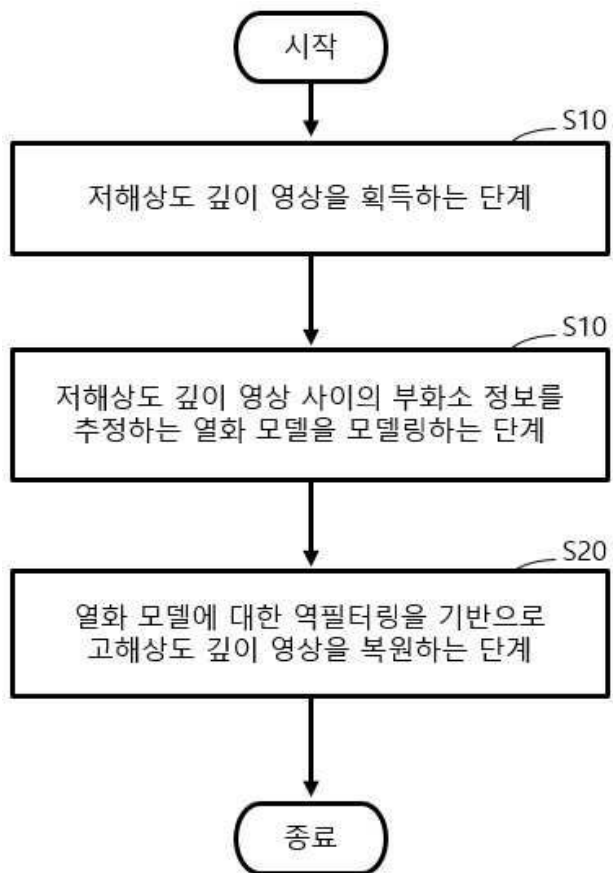 시작
S10
저해상도 깊이 영상을 획득하는 단계
S10
저해상도 깊이 영상 사이의 부화소 정보를
추정하는 열화 모델을 모델링하는 단계
S20
열화 모델에 대한 역필터링을 기반으로
고해상도 깊이 영상을 복원하는 단계
종료